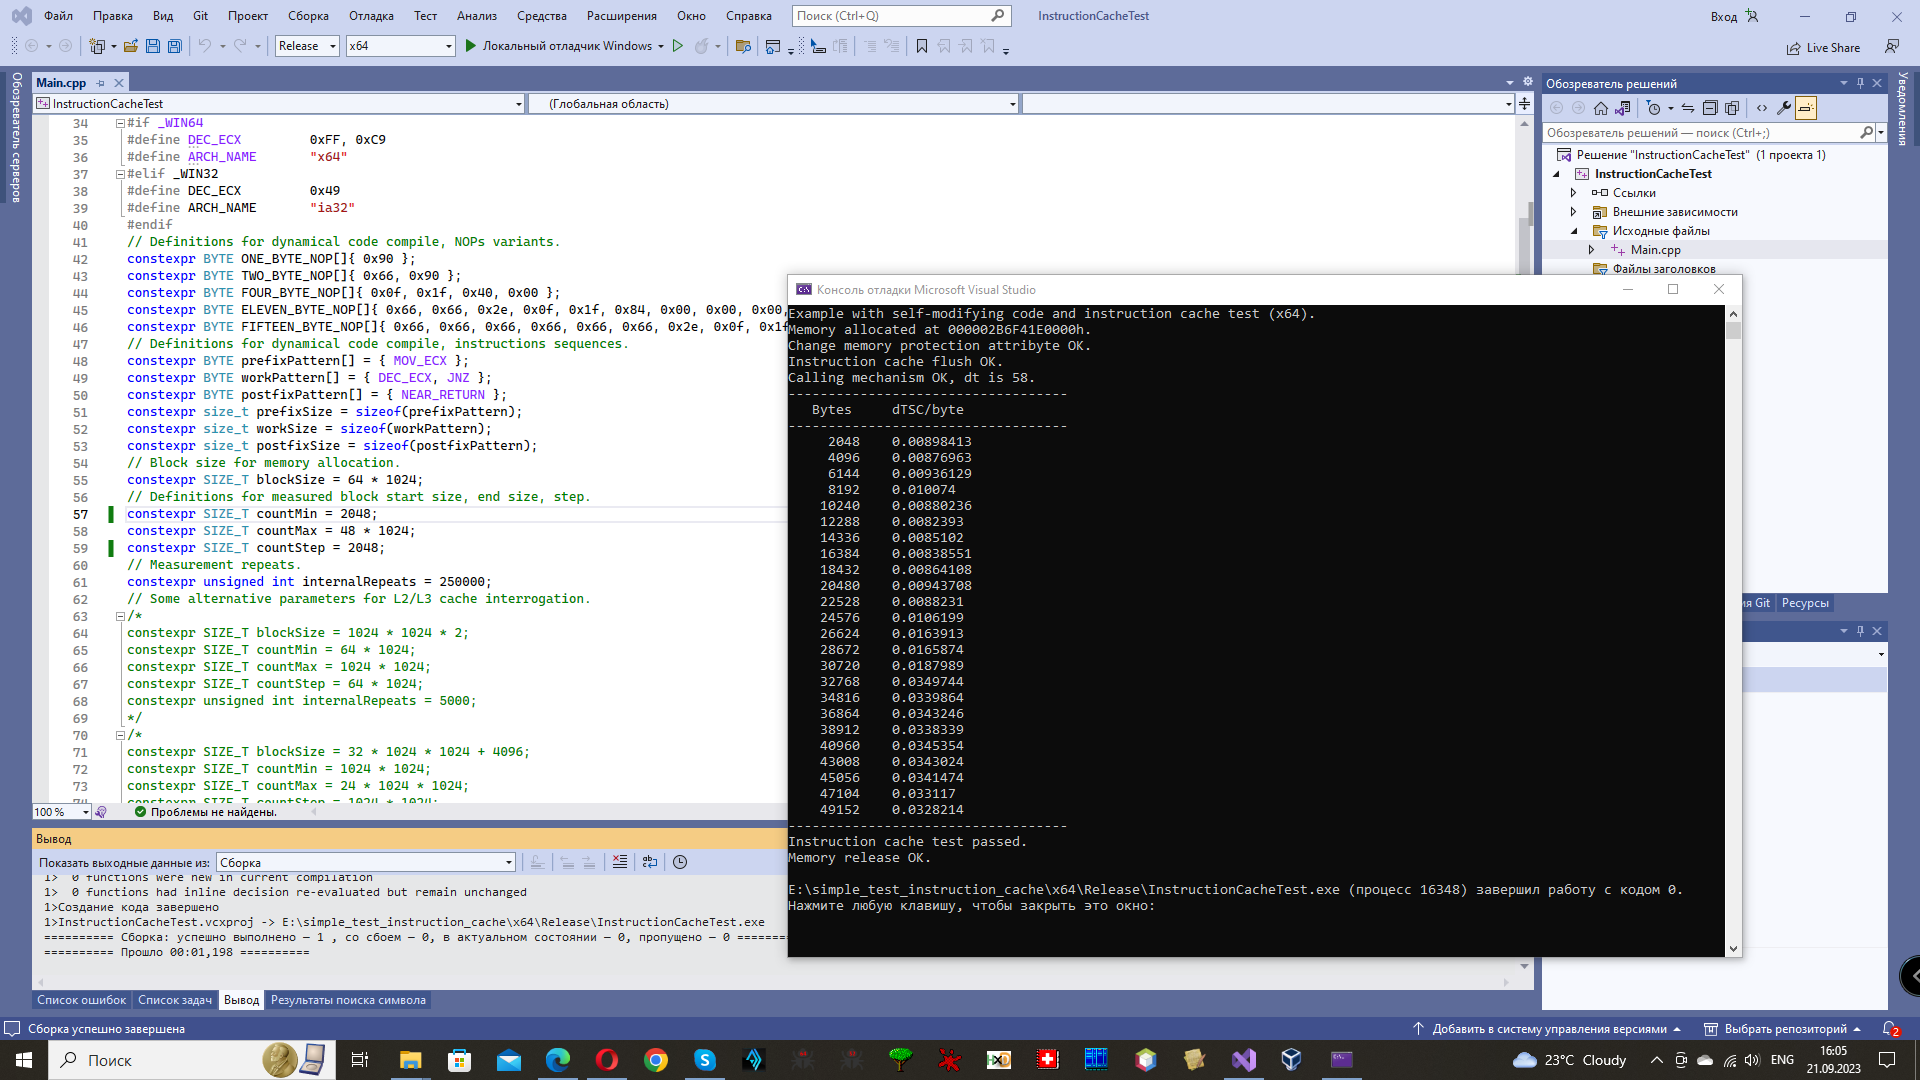 Файл Правка Вид Git Проект Сборка Отладка Тест Анализ Средства Расширения Окно Справка Поиск (Ctrl+Q) InstructionCacheTest Вход
Release x64 Локальный отладчик Windows Live Share
Обозреватель серверов
Main.cpp
InstructionCacheTest (Глобальная область)
34 #if _WIN64
35 #define DEC_ECX 0xFF, 0xC9
36 #define ARCH_NAME "x64"
37 #elif _WIN32
38 #define DEC_ECX 0x49
39 #define ARCH_NAME "ia32"
40 #endif
41 // Definitions for dynamical code compile, NOPs variants.
42 constexpr BYTE ONE_BYTE_NOP[]{ 0x90 };
43 constexpr BYTE TWO_BYTE_NOP[]{ 0x66, 0x90 };
44 constexpr BYTE FOUR_BYTE_NOP[]{ 0x0f, 0x1f, 0x40, 0x00 };
45 constexpr BYTE ELEVEN_BYTE_NOP[]{ 0x66, 0x66, 0x2e, 0x0f, 0x1f, 0x84, 0x00, 0x00, 0x00,
46 constexpr BYTE FIFTEEN_BYTE_NOP[]{ 0x66, 0x66, 0x66, 0x66, 0x66, 0x66, 0x2e, 0x0f, 0x1f
47 // Definitions for dynamical code compile, instructions sequences.
48 constexpr BYTE prefixPattern[] = { MOV_ECX };
49 constexpr BYTE workPattern[] = { DEC_ECX, JNZ };
50 constexpr BYTE postfixPattern[] = { NEAR_RETURN };
51 constexpr size_t prefixSize = sizeof(prefixPattern);
52 constexpr size_t workSize = sizeof(workPattern);
53 constexpr size_t postfixSize = sizeof(postfixPattern);
54 // Block size for memory allocation.
55 constexpr SIZE_T blockSize = 64 * 1024;
56 // Definitions for measured block start size, end size, step.
57 constexpr SIZE_T countMin = 2048;
58 constexpr SIZE_T countMax = 48 * 1024;
59 constexpr SIZE_T countStep = 2048;
60 // Measurement repeats.
61 constexpr unsigned int internalRepeats = 250000;
62 // Some alternative parameters for L2/L3 cache interrogation.
63 /*
64 constexpr SIZE_T blockSize = 1024 * 1024 * 2;
65 constexpr SIZE_T countMin = 64 * 1024;
66 constexpr SIZE_T countMax = 1024 * 1024;
67 constexpr SIZE_T countStep = 64 * 1024;
68 constexpr unsigned int internalRepeats = 5000;
69 */
70 /*
71 constexpr SIZE_T blockSize = 32 * 1024 * 1024 + 4096;
72 constexpr SIZE_T countMin = 1024 * 1024;
73 constexpr SIZE_T countMax = 24 * 1024 * 1024;
74 constexpr SIZE_T countStep = 1024 * 1024;
100 % Проблемы не найдены.
Консоль отладки Microsoft Visual Studio
Example with self-modifying code and instruction cache test (x64).
Memory allocated at 000002B6F41E0000h.
Change memory protection attribyte OK.
Instruction cache flush OK.
Calling mechanism OK, dt is 58.
-----------------------------------
Bytes dTSC/byte
-----------------------------------
2048 0.00898413
4096 0.00876963
6144 0.00936129
8192 0.010074
10240 0.00880236
12288 0.0082393
14336 0.0085102
16384 0.00838551
18432 0.00864108
20480 0.00943708
22528 0.0088231
24576 0.0106199
26624 0.0163913
28672 0.0165874
30720 0.0187989
32768 0.0349744
34816 0.0339864
36864 0.0343246
38912 0.0338339
40960 0.0345354
43008 0.0343024
45056 0.0341474
47104 0.033117
49152 0.0328214
-----------------------------------
Instruction cache test passed.
Memory release OK.
E:\simple_test_instruction_cache\x64\Release\InstructionCacheTest.exe (процесс 16348) завершил работу с кодом 0.
Нажмите любую клавишу, чтобы закрыть это окно:
Обозреватель решений
Обозреватель решений — поиск (Ctrl+;)
Решение "InstructionCacheTest" (1 проекта 1)
InstructionCacheTest
Ссылки
Внешние зависимости
Исходные файлы
Main.cpp
Файлы заголовков
Git Ресурсы
Уведомления
Вывод
Показать выходные данные из: Сборка
1> 0 functions were new in current compilation
1> 0 functions had inline decision re-evaluated but remain unchanged
1>Создание кода завершено
1>InstructionCacheTest.vcxproj -> E:\simple_test_instruction_cache\x64\Release\InstructionCacheTest.exe
========== Сборка: успешно выполнено — 1 , со сбоем — 0, в актуальном состоянии — 0, пропущено — 0 =======
========== Прошло 00:01,198 ==========
Список ошибок Список задач Вывод Результаты поиска символа
Сборка успешно завершена Добавить в систему управления версиями Выбрать репозиторий 2
Поиск 23°C Cloudy ENG 16:05
21.09.2023